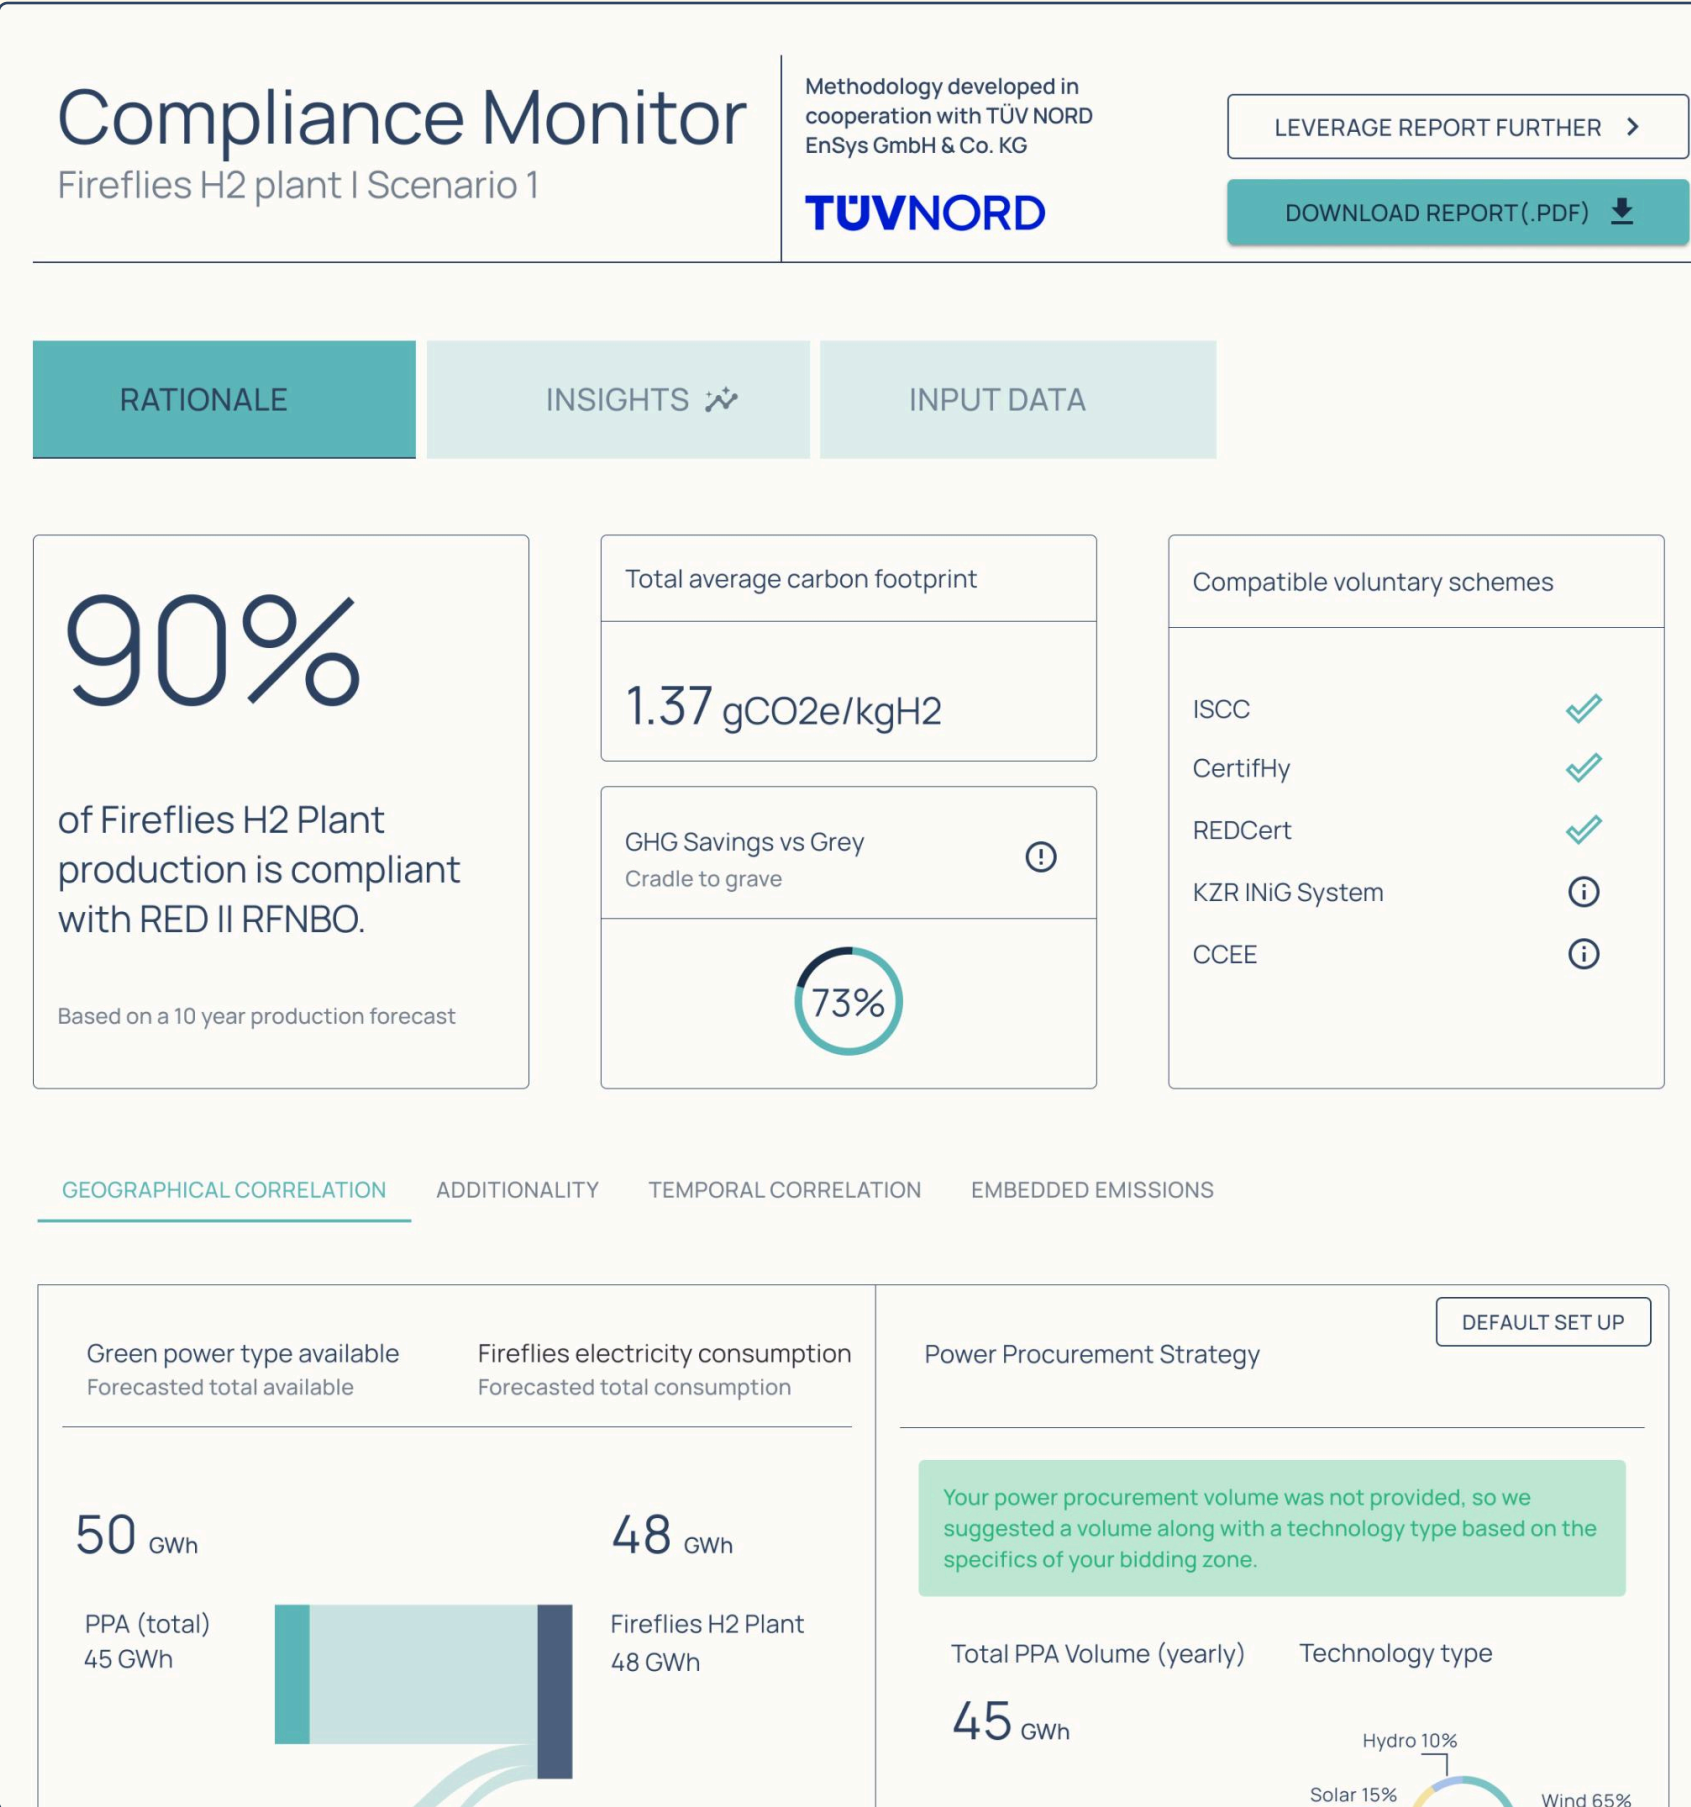 Compliance Monitor
Fireflies H2 plant I Scenario 1
Methodology developed in
cooperation with TÜV NORD
EnSys GmbH & Co. KG
TÜVNORD
LEVERAGE REPORT FURTHER
DOWNLOAD REPORT(.PDF)
RATIONALE
INSIGHTS
INPUT DATA
90%
of Fireflies H2 Plant
production is compliant
with RED II RFNBO.
Based on a 10 year production forecast
Total average carbon footprint
1.37 gCO2e/kgH2
GHG Savings vs Grey
Cradle to grave
73%
Compatible voluntary schemes
ISCC
CertifHy
REDCert
KZR INiG System
CCEE
GEOGRAPHICAL CORRELATION
ADDITIONALITY
TEMPORAL CORRELATION
EMBEDDED EMISSIONS
Green power type available
Forecasted total available
Fireflies electricity consumption
Forecasted total consumption
50 GWh
48 GWh
PPA (total)
45 GWh
Fireflies H2 Plant
48 GWh
Power Procurement Strategy
DEFAULT SET UP
Your power procurement volume was not provided, so we
suggested a volume along with a technology type based on the
specifics of your bidding zone.
Total PPA Volume (yearly)
45 GWh
Technology type
Hydro 10%
Solar 15%
Wind 65%